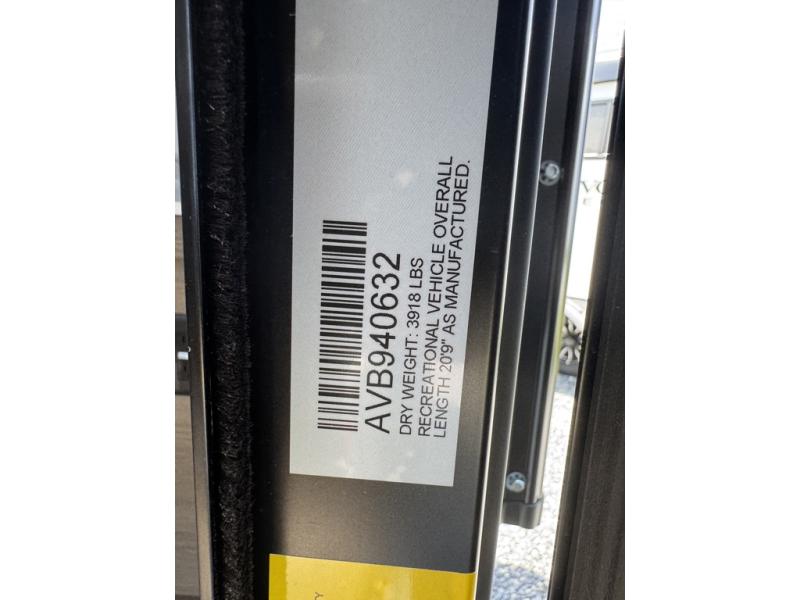 AVB940632
DRY WEIGHT: 3918 LBS
RECREATIONAL VEHICLE OVERALL
LENGTH 20'9" AS MANUFACTURED.